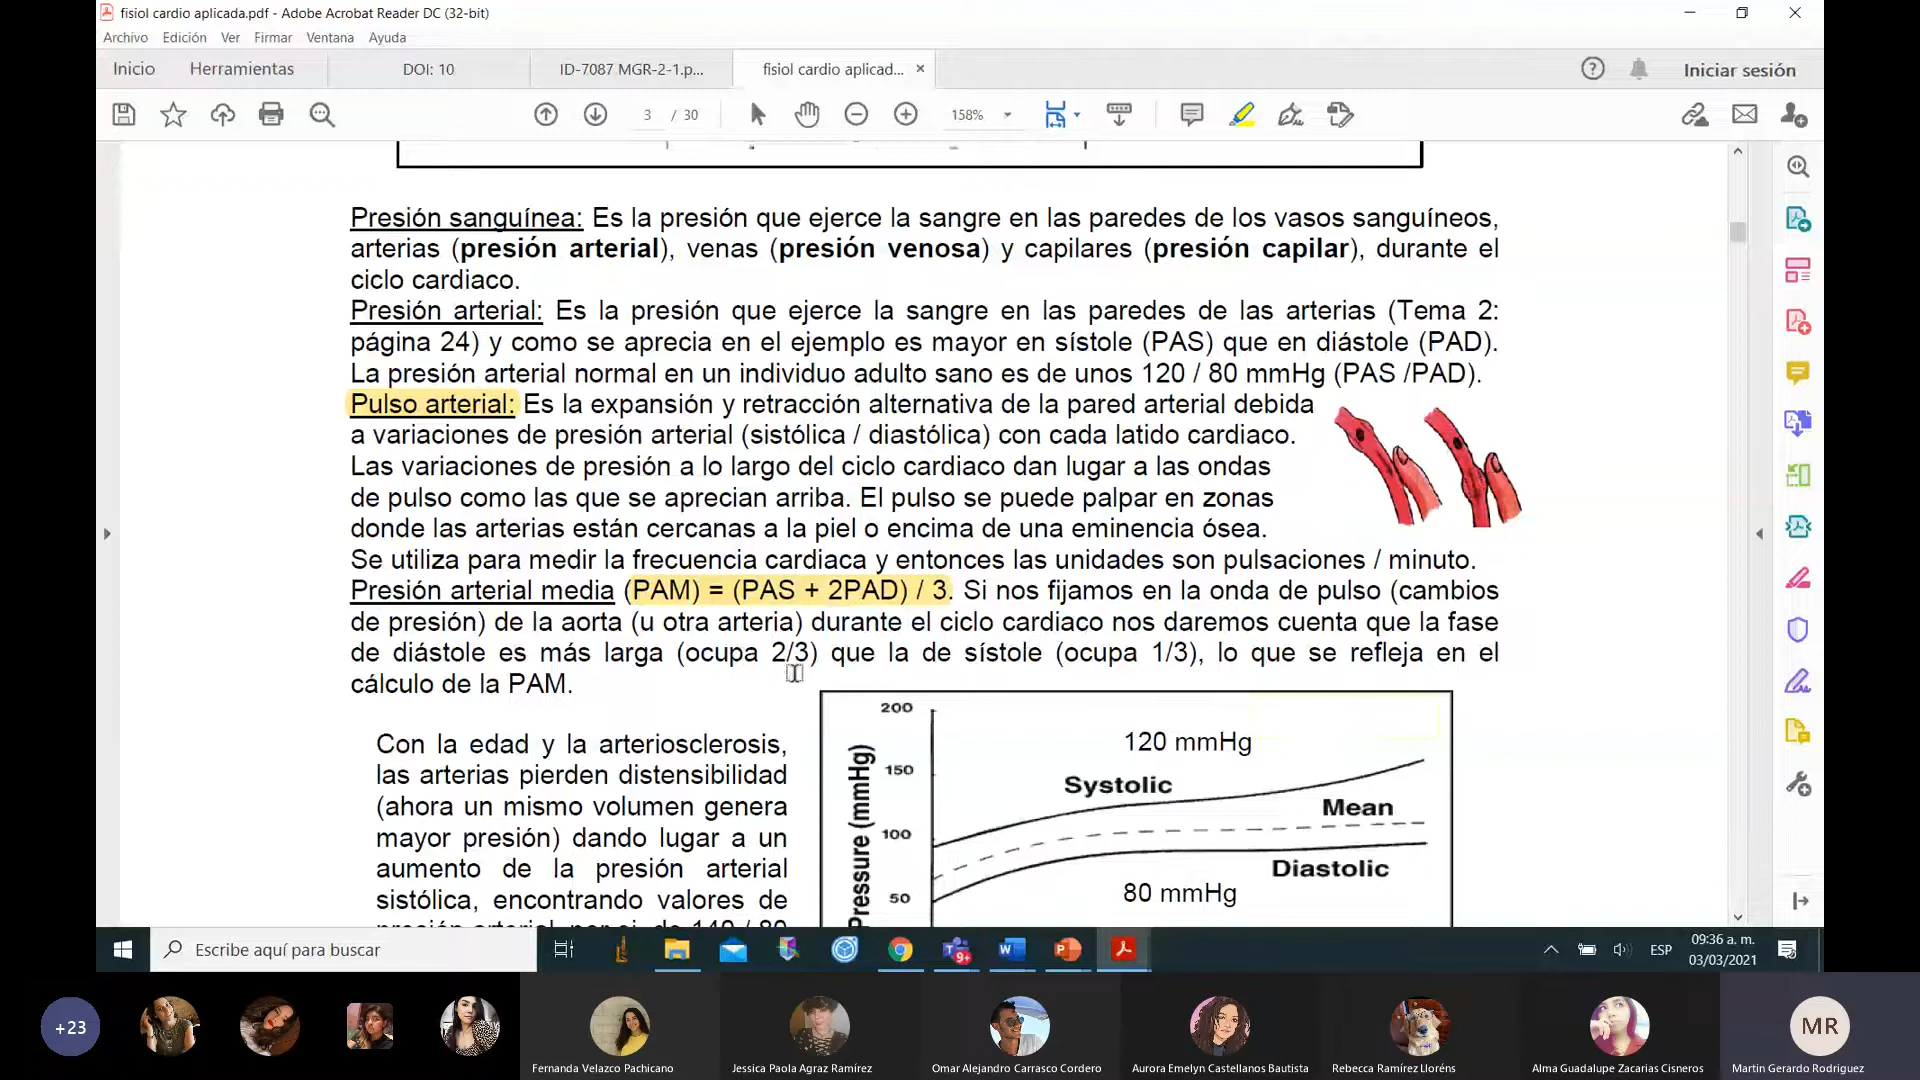 fisiol cardio aplicada.pdf - Adobe Acrobat Reader DC (32-bit)
Archivo Edición Ver Firmar Ventana Ayuda
Inicio Herramientas DOI: 10 ID-7087 MGR-2-1.p... fisiol cardio aplicad... × Iniciar sesión
3 / 30 158%
Presión sanguínea: Es la presión que ejerce la sangre en las paredes de los vasos sanguíneos,
arterias (presión arterial), venas (presión venosa) y capilares (presión capilar), durante el
ciclo cardiaco.
Presión arterial: Es la presión que ejerce la sangre en las paredes de las arterias (Tema 2:
página 24) y como se aprecia en el ejemplo es mayor en sístole (PAS) que en diástole (PAD).
La presión arterial normal en un individuo adulto sano es de unos 120 / 80 mmHg (PAS /PAD).
Pulso arterial: Es la expansión y retracción alternativa de la pared arterial debida
a variaciones de presión arterial (sistólica / diastólica) con cada latido cardiaco.
Las variaciones de presión a lo largo del ciclo cardiaco dan lugar a las ondas
de pulso como las que se aprecian arriba. El pulso se puede palpar en zonas
donde las arterias están cercanas a la piel o encima de una eminencia ósea.
Se utiliza para medir la frecuencia cardiaca y entonces las unidades son pulsaciones / minuto.
Presión arterial media (PAM) = (PAS + 2PAD) / 3. Si nos fijamos en la onda de pulso (cambios
de presión) de la aorta (u otra arteria) durante el ciclo cardiaco nos daremos cuenta que la fase
de diástole es más larga (ocupa 2/3) que la de sístole (ocupa 1/3), lo que se refleja en el
cálculo de la PAM.
Con la edad y la arteriosclerosis,
las arterias pierden distensibilidad
(ahora un mismo volumen genera
mayor presión) dando lugar a un
aumento de la presión arterial
sistólica, encontrando valores de
presión arterial, por ej. de 140 / 80
Pressure (mmHg)
200
150
100
50
120 mmHg
Systolic
Mean
Diastolic
80 mmHg
Escribe aquí para buscar
9+
ESP
09:36 a. m.
03/03/2021
+23
Fernanda Velazco Pachicano
Jessica Paola Agraz Ramírez
Omar Alejandro Carrasco Cordero
Aurora Emelyn Castellanos Bautista
Rebecca Ramírez Lloréns
Alma Guadalupe Zacarias Cisneros
MR
Martin Gerardo Rodriguez